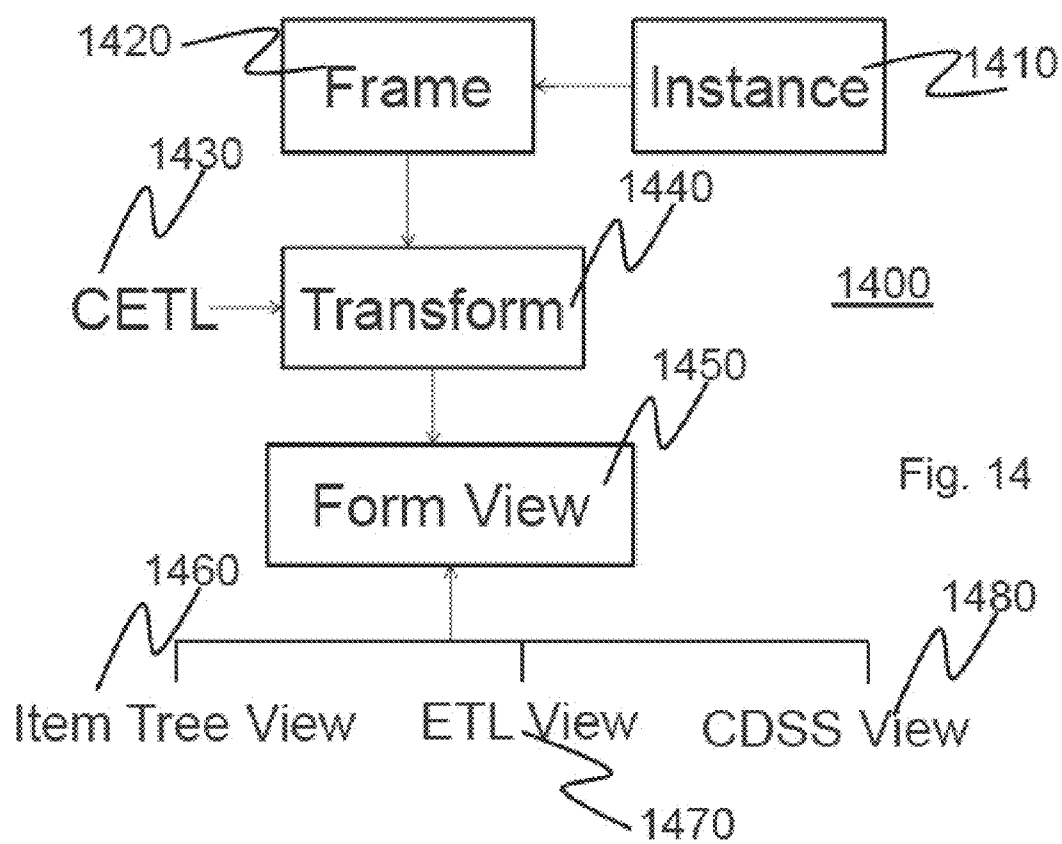 1420
Frame
Instance
1410
1430
1440
CETL
Transform
1400
1450
Form View
Fig. 14
1460
1480
Item Tree View
ETL View
CDSS View
1470